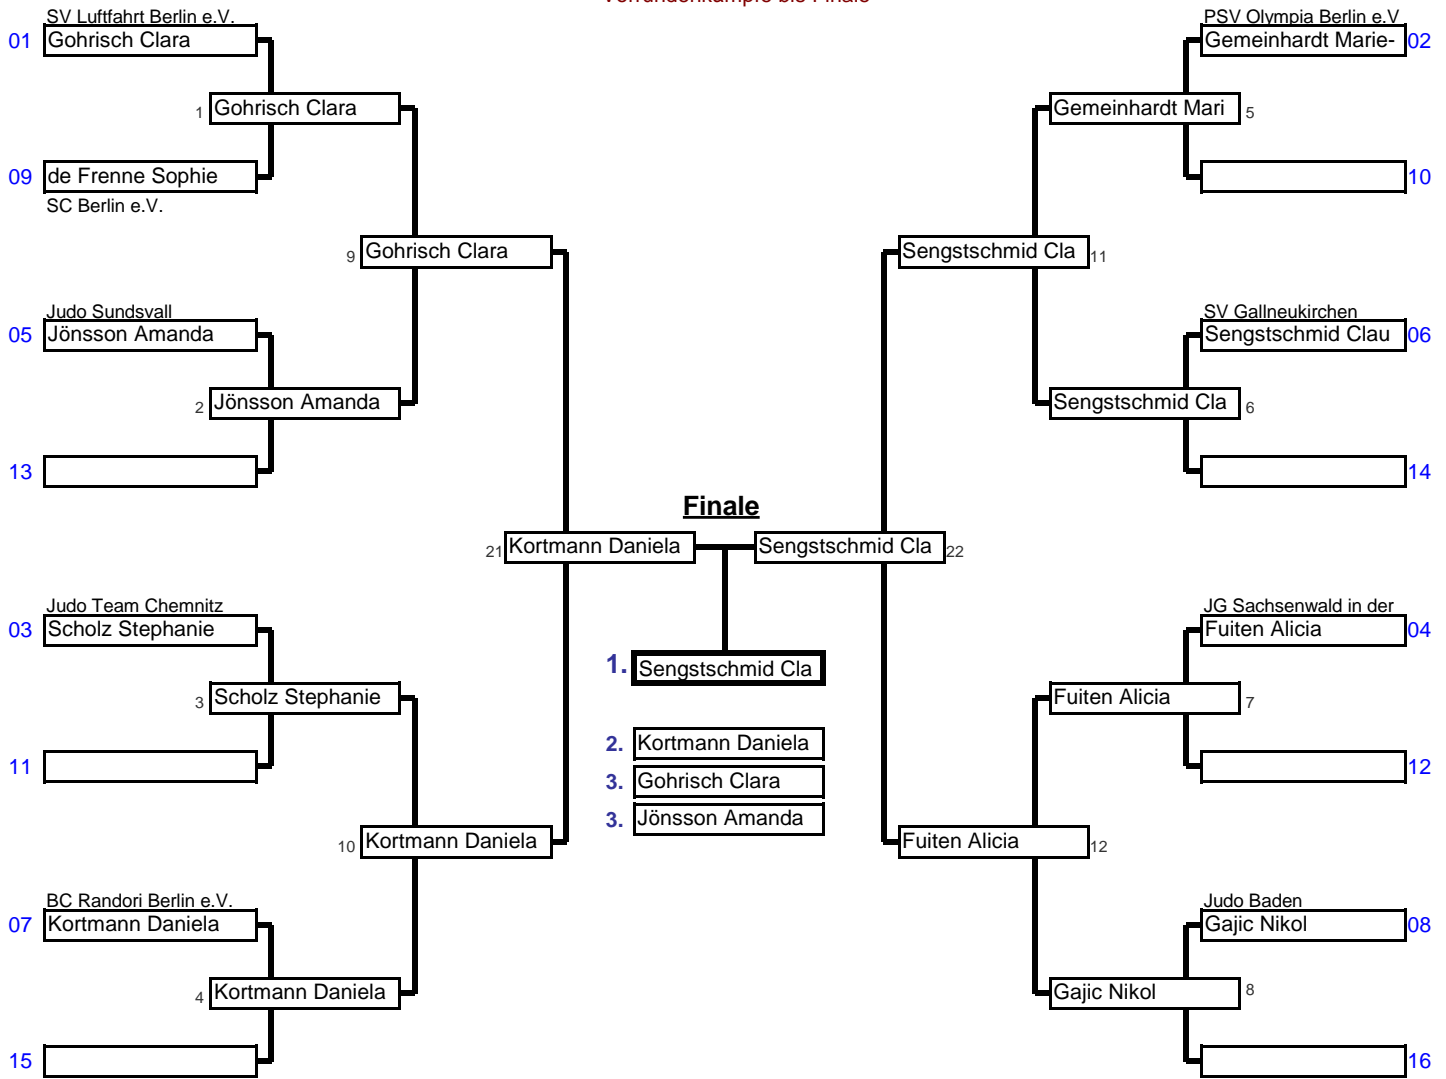 SV Luftfahrt Berlin e.V.
01 Gohrisch Clara
1 Gohrisch Clara
09 de Frenne Sophie
SC Berlin e.V.
9 Gohrisch Clara
Judo Sundsvall
05 Jönsson Amanda
2 Jönsson Amanda
13
21 Kortmann Daniela
Judo Team Chemnitz
03 Scholz Stephanie
3 Scholz Stephanie
11
10 Kortmann Daniela
BC Randori Berlin e.V.
07 Kortmann Daniela
4 Kortmann Daniela
15
Finale
1. Sengstschmid Cla
2. Kortmann Daniela
3. Gohrisch Clara
3. Jönsson Amanda
PSV Olympia Berlin e.V
Gemeinhardt Marie- 02
Gemeinhardt Mari 5
10
Sengstschmid Cla 11
SV Gallneukirchen
Sengstschmid Clau 06
Sengstschmid Cla 6
14
Sengstschmid Cla 22
JG Sachsenwald in der
Fuiten Alicia 04
Fuiten Alicia 7
12
Fuiten Alicia 12
Judo Baden
Gajic Nikol 08
Gajic Nikol 8
16